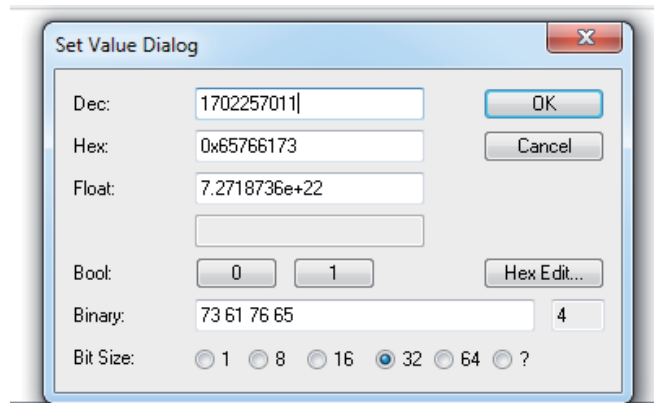 Set Value Dialog
Dec: 1702257011 OK
Hex: 0x65766173 Cancel
Float: 7.2718736e+22
Bool: 0 1 Hex Edit...
Binary: 73 61 76 65 4
Bit Size: 1 8 16 32 64 ?